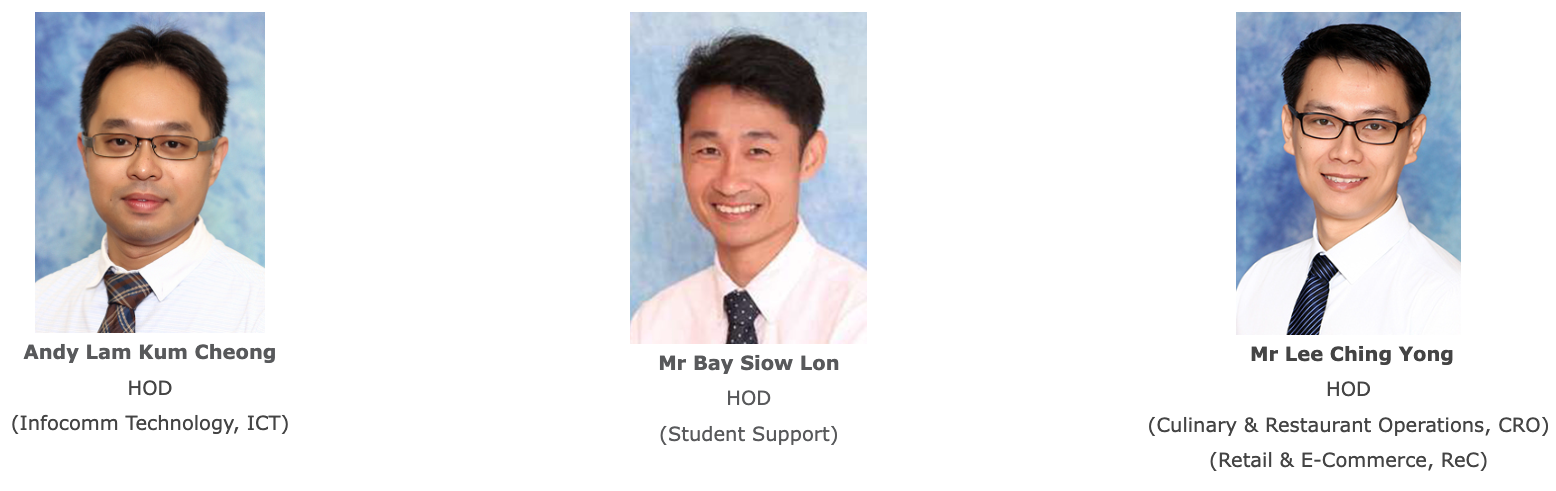 Andy Lam Kum Cheong
HOD
(Infocomm Technology, ICT)
Mr Bay Siow Lon
HOD
(Student Support)
Mr Lee Ching Yong
HOD
(Culinary & Restaurant Operations, CRO)
(Retail & E-Commerce, ReC)